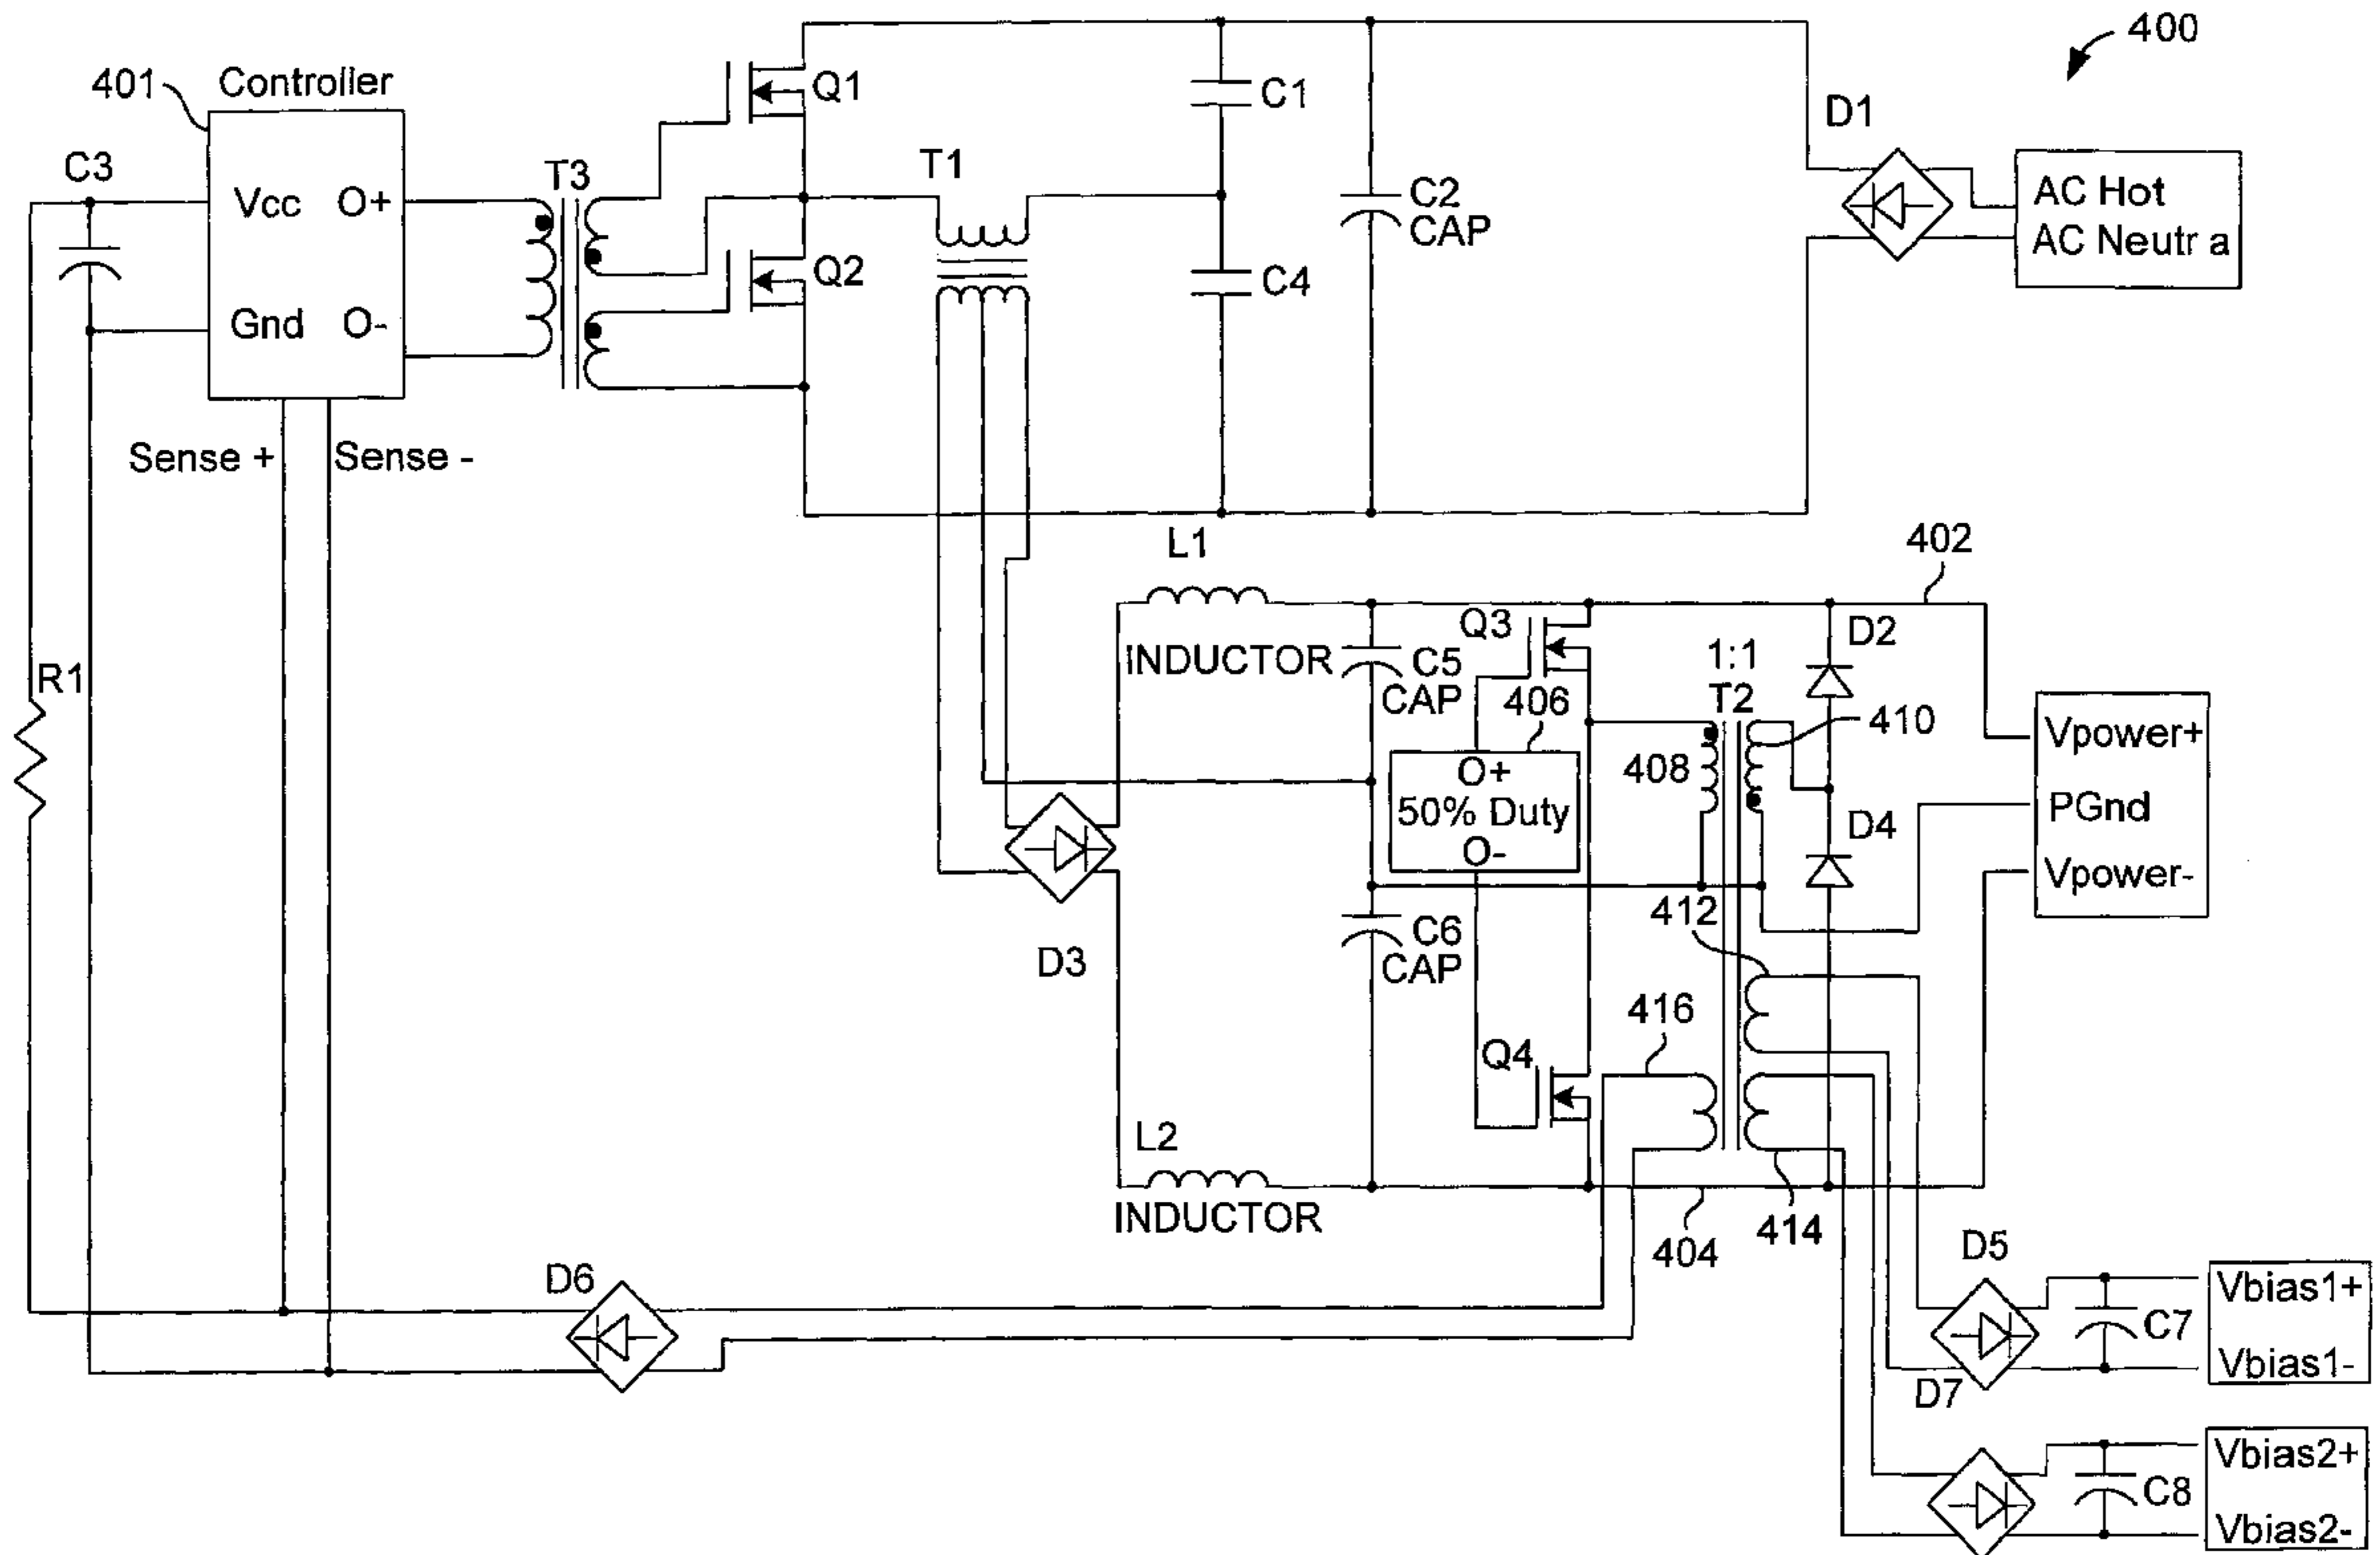 400
401
Controller
Q1
C1
D1
C3
T3
T1
Vcc O+
C2
CAP
AC Hot
AC Neutr a
Q2
C4
Gnd O-
Sense +
Sense -
L1
402
Q3
D2
INDUCTOR
C5
CAP
1:1
T2
R1
406
410
Vpower+
408
O+
50% Duty
O-
PGnd
D4
Vpower-
412
C6
CAP
D3
416
Q4
L2
INDUCTOR
404
414
D5
D6
Vbias1+
C7
Vbias1-
D7
Vbias2+
C8
Vbias2-